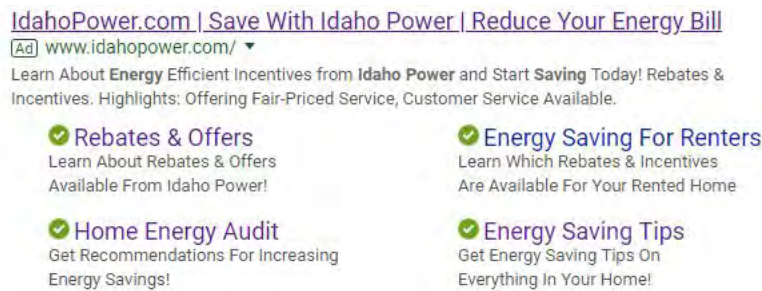 IdahoPower.com | Save With Idaho Power | Reduce Your Energy Bill
Ad www.idahopower.com/
Learn About Energy Efficient Incentives from Idaho Power and Start Saving Today! Rebates &
Incentives. Highlights: Offering Fair-Priced Service, Customer Service Available.
Rebates & Offers
Learn About Rebates & Offers
Available From Idaho Power!
Energy Saving For Renters
Learn Which Rebates & Incentives
Are Available For Your Rented Home
Home Energy Audit
Get Recommendations For Increasing
Energy Savings!
Energy Saving Tips
Get Energy Saving Tips On
Everything In Your Home!